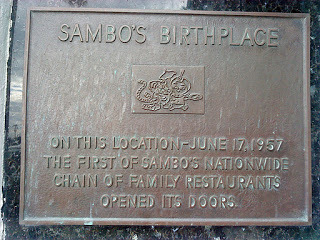 SAMBO'S BIRTHPLACE
ON THIS LOCATION-JUNE 17, 1957
THE FIRST OF SAMBO'S NATIONWIDE
CHAIN OF FAMILY RESTAURANTS
OPENED ITS DOORS.